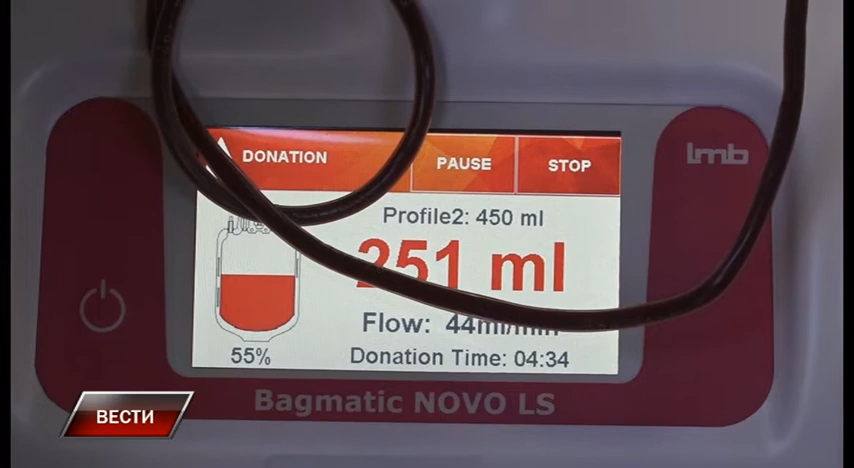 DONATION
PAUSE
STOP
lmb
Profile2: 450 ml
251 ml
Flow: 44ml/min
55%
Donation Time: 04:34
Bagmatic NOVO LS
ВЕСТИ